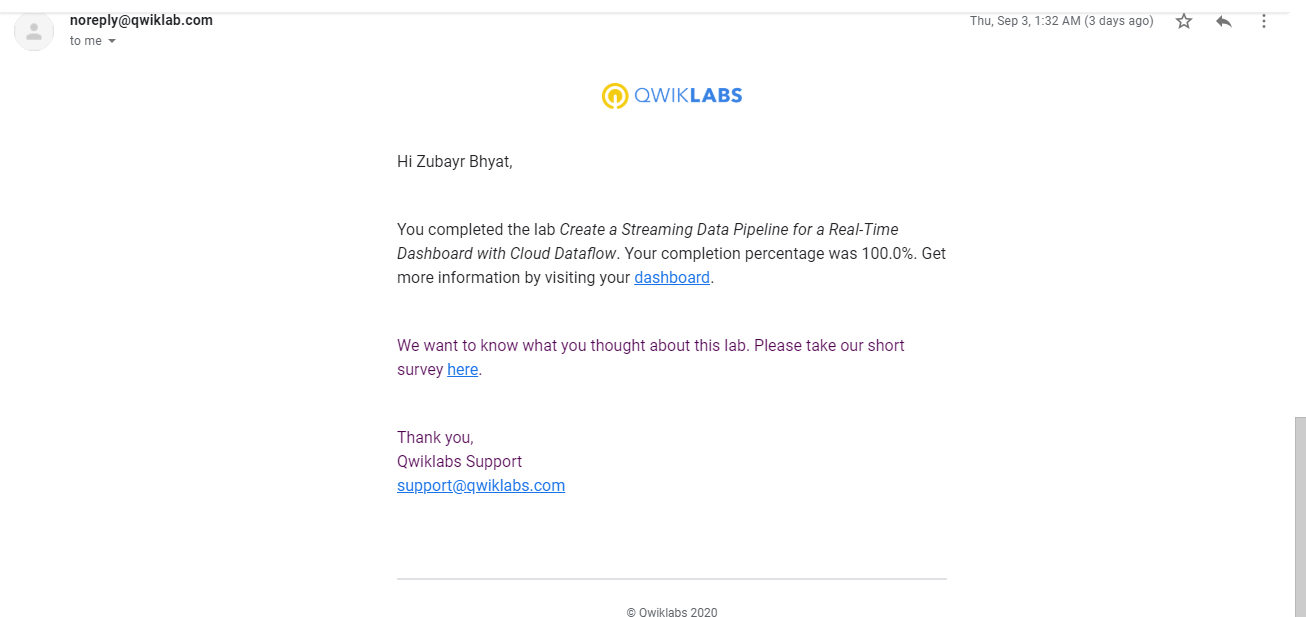 noreply@qwiklab.com
Thu, Sep 3, 1:32 AM (3 days ago)
to me
QWIKLABS
Hi Zubayr Bhyat,
You completed the lab Create a Streaming Data Pipeline for a Real-Time
Dashboard with Cloud Dataflow. Your completion percentage was 100.0%. Get
more information by visiting your dashboard.
We want to know what you thought about this lab. Please take our short
survey here.
Thank you,
Qwiklabs Support
support@qwiklabs.com
© Qwiklabs 2020